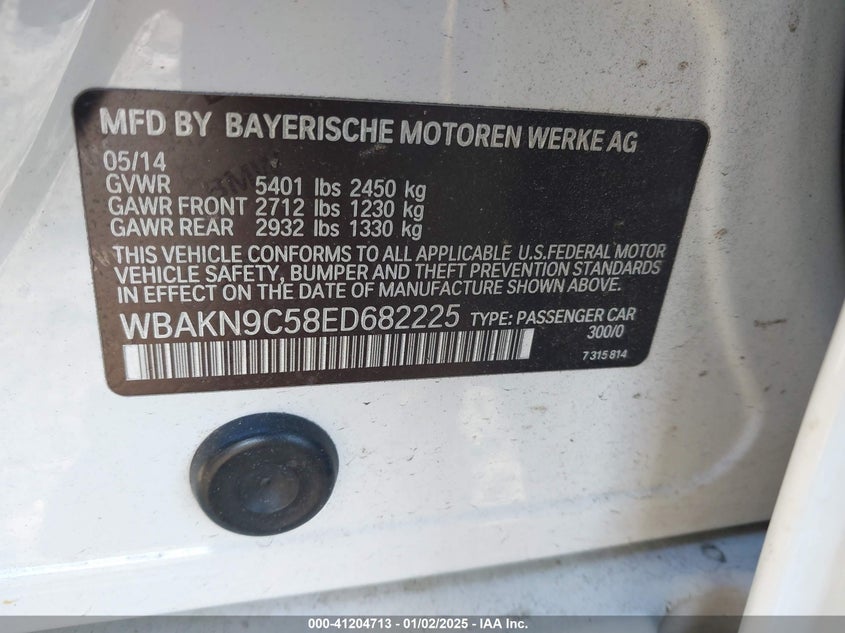 MFD BY BAYERISCHE MOTOREN WERKE AG
05/14
GVWR 5401 lbs 2450 kg
GAWR FRONT 2712 lbs 1230 kg
GAWR REAR 2932 lbs 1330 kg
THIS VEHICLE CONFORMS TO ALL APPLICABLE U.S.FEDERAL MOTOR
VEHICLE SAFETY, BUMPER AND THEFT PREVENTION STANDARDS
IN EFFECT ON THE DATE OF MANUFACTURE SHOWN ABOVE.
WBAKN9C58ED682225 TYPE: PASSENGER CAR
300/0
7 315 814
000-41204713 - 01/02/2025 - IAA Inc.